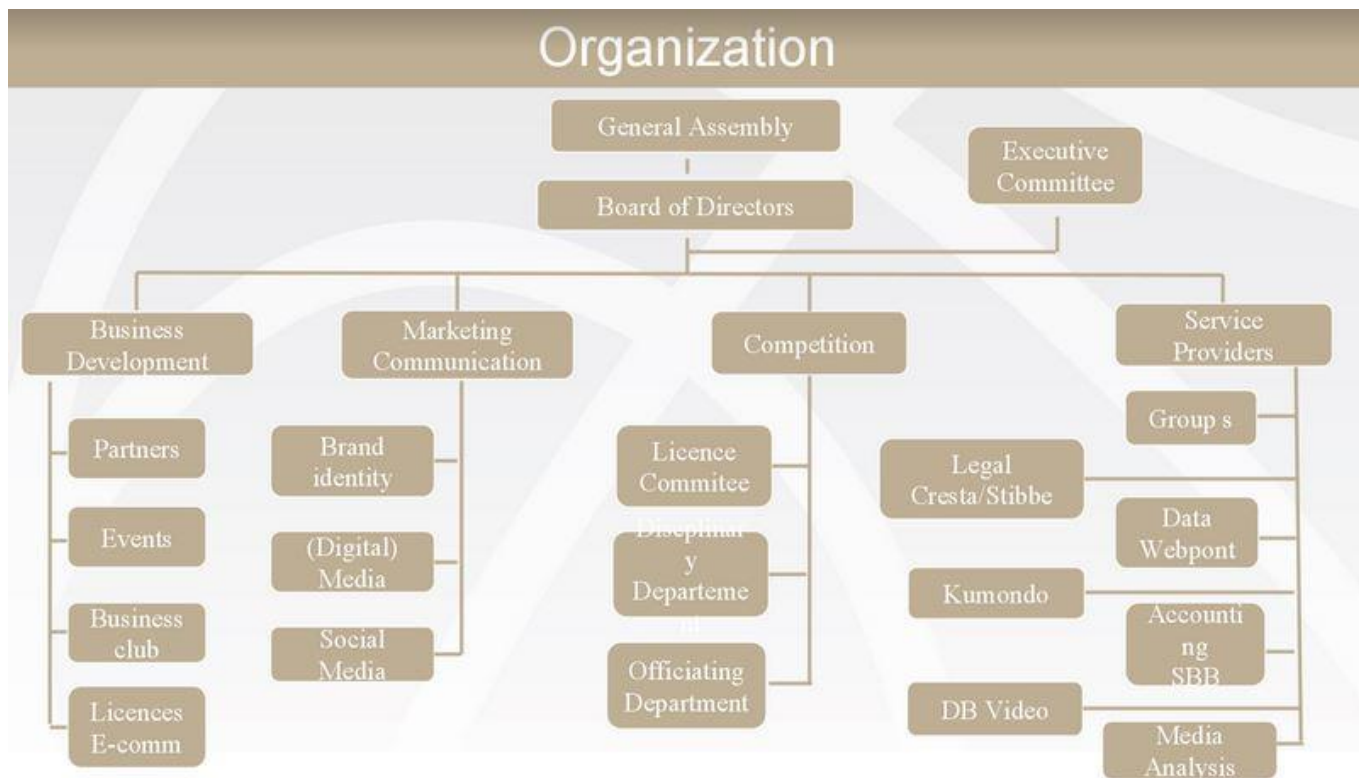 Organization
General Assembly
Executive
Committee
Board of Directors
Business
Development
Marketing
Communication
Competition
Service
Providers
Partners
Events
Business
club
Licences
E-comm
Brand
identity
(Digital)
Media
Social
Media
Licence
Commitee
Disciplinar
y
Departeme
nt
Officiating
Department
Group s
Legal
Cresta/Stibbe
Data
Webpont
Kumondo
Accounti
ng
SBB
DB Video
Media
Analysis